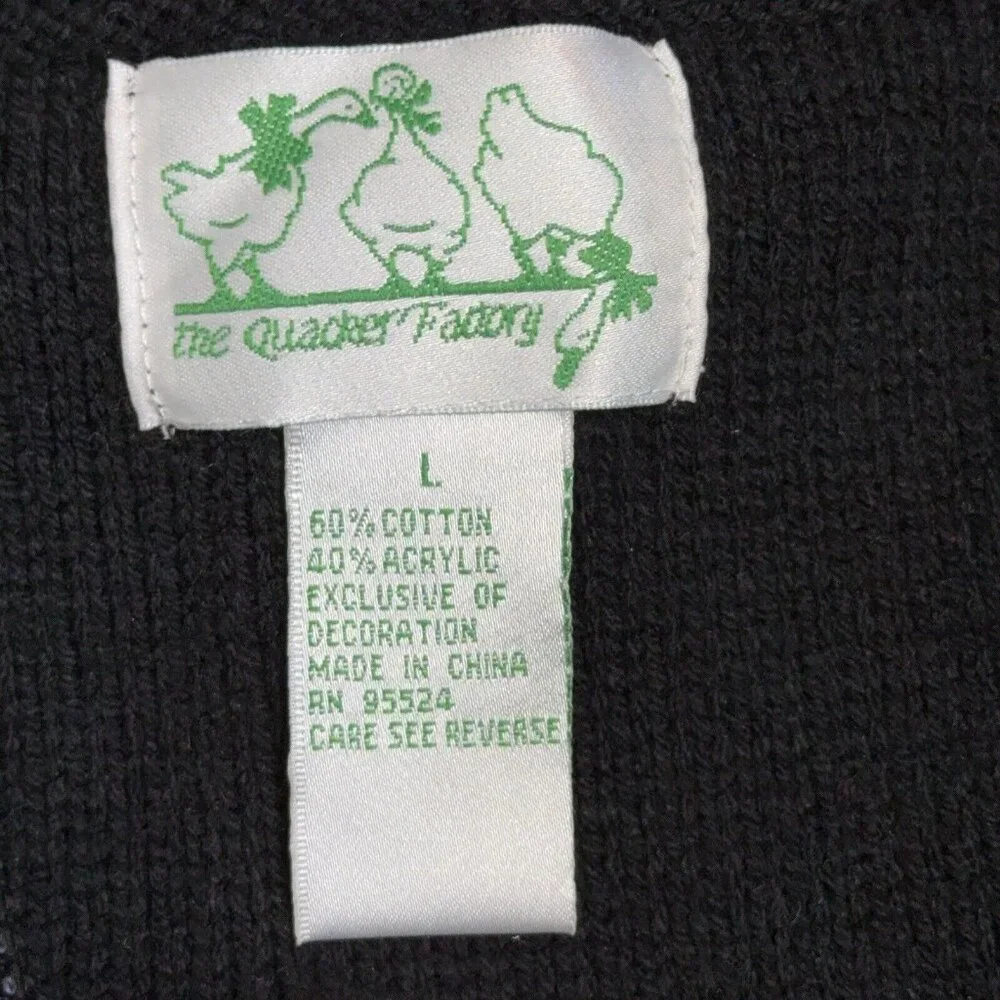 the Quacker Factory
L
60% COTTON
40% ACRYLIC
EXCLUSIVE OF
DECORATION
MADE IN CHINA
RN 95524
CARE SEE REVERSE